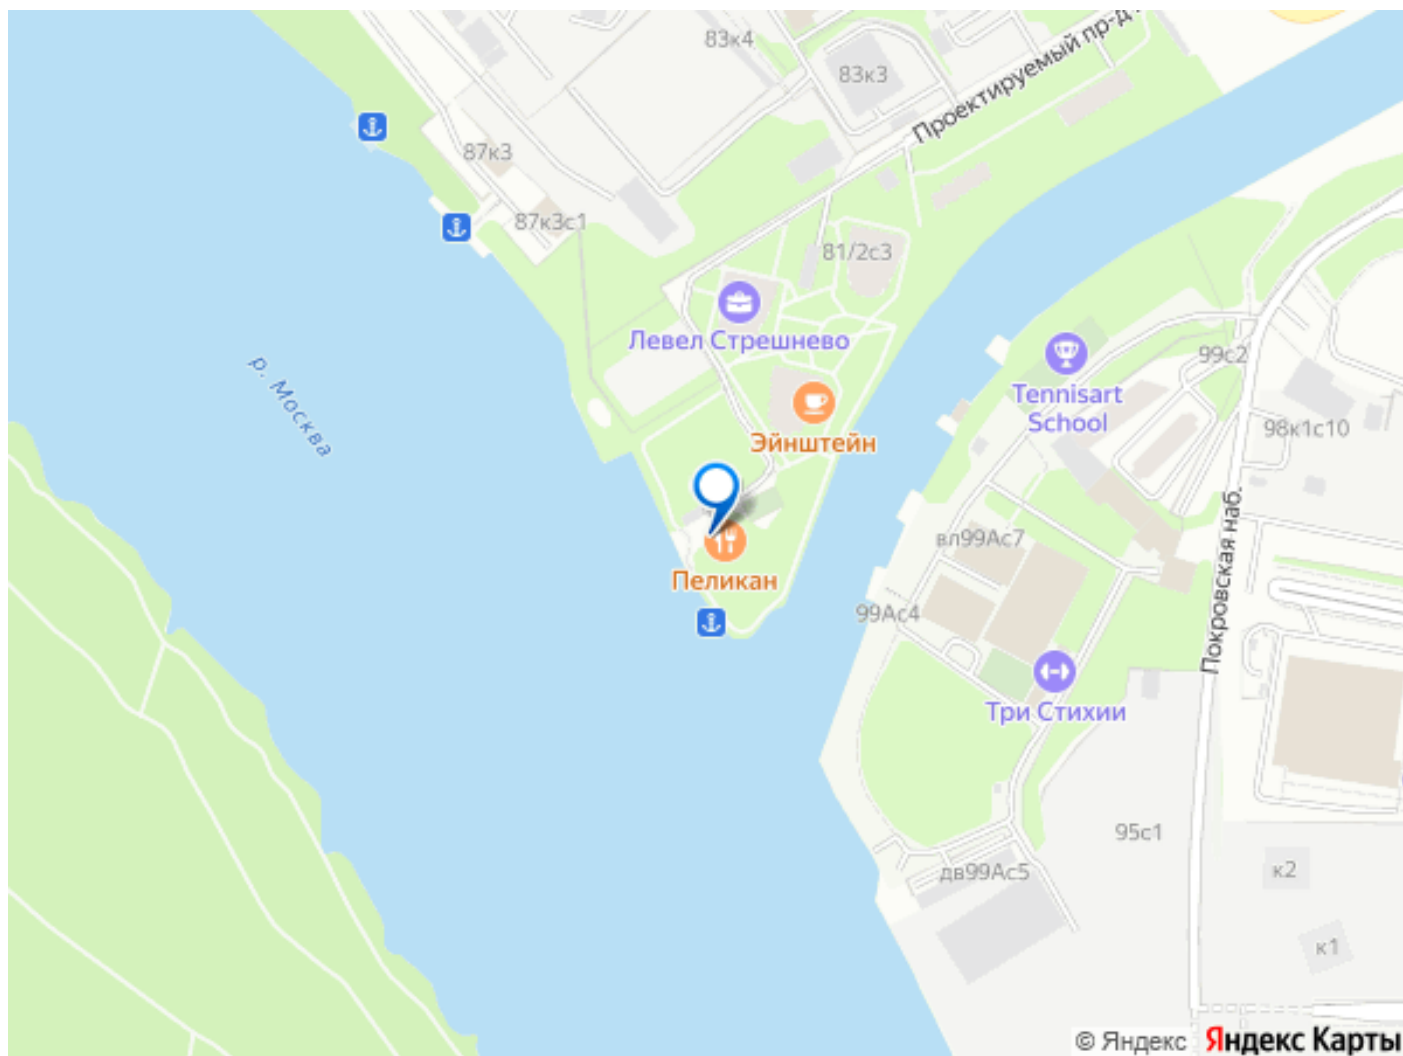 83к4
83к3
Проектируемый пр-д
87к3
87к3с1
81/2с3
Левел Стрешнево
р. Москва
99с2
Tennisart
School
Эйнштейн
98к1с10
вл99Ас7
Пеликан
99Ас4
Покровская наб.
Три Стихии
95с1
дв99Ас5
к2
к1
© Яндекс Яндекс Карты